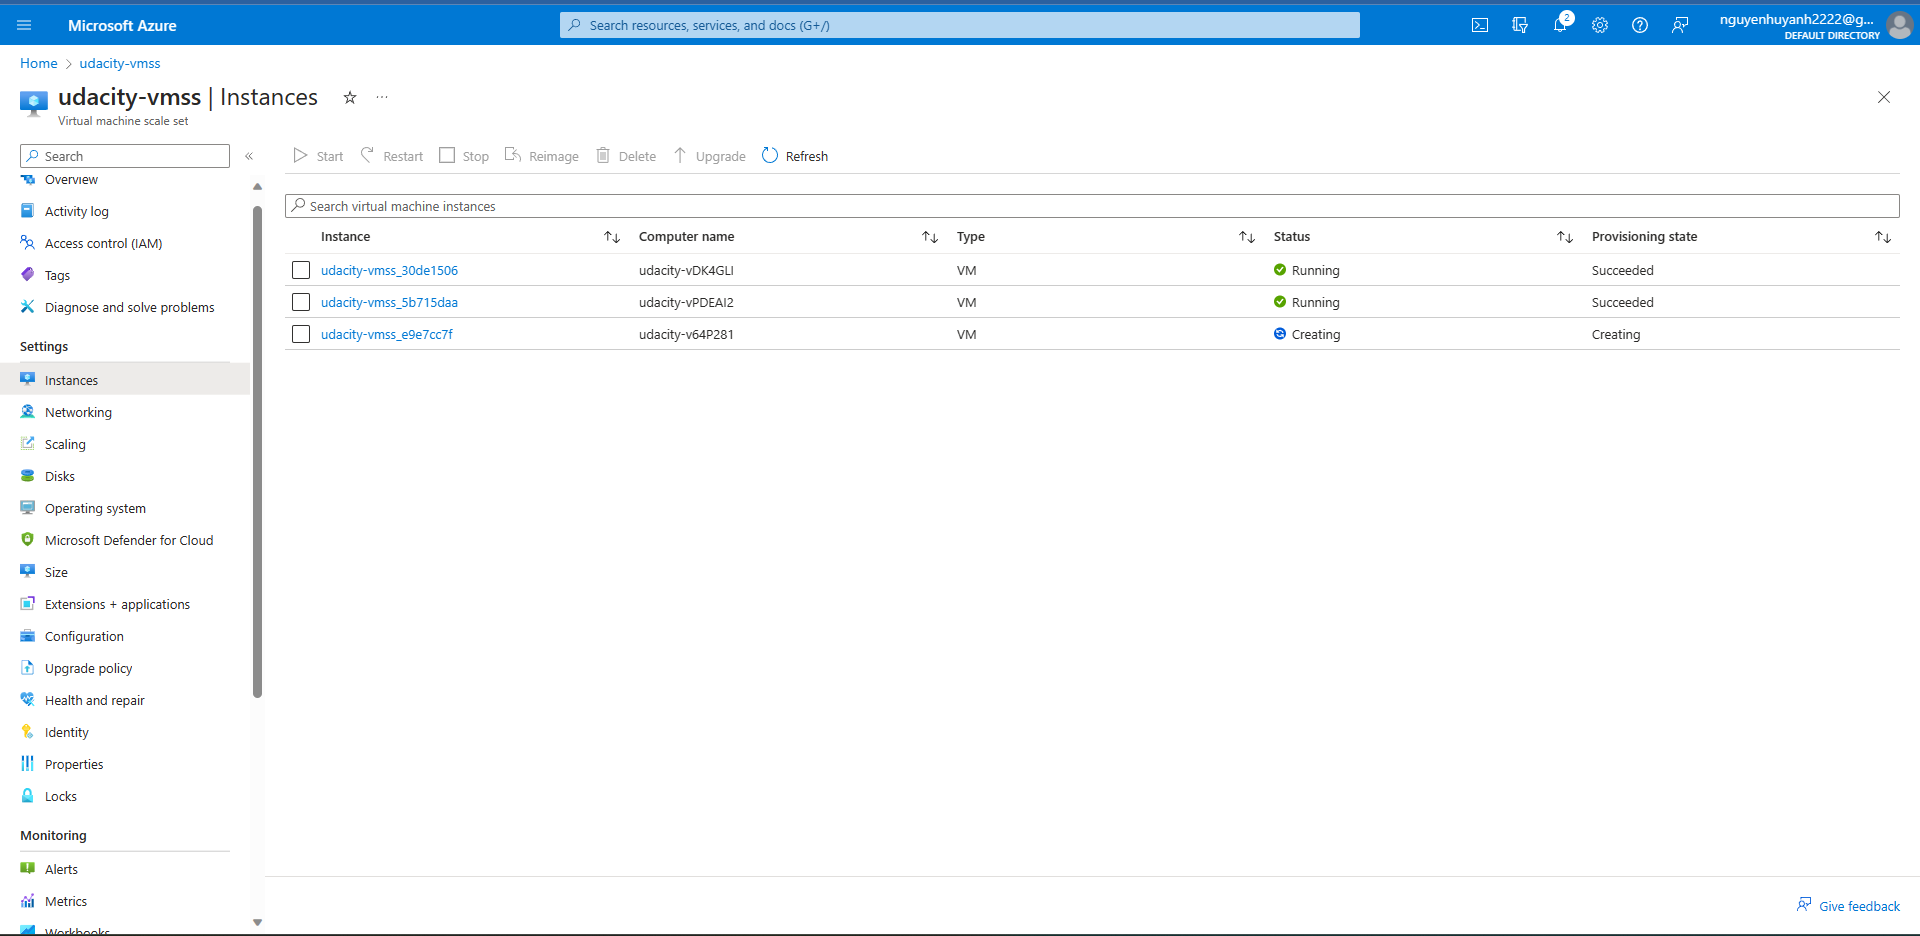 Microsoft Azure
Search resources, services, and docs (G+/)
2
nguyenhuyanh2222@g...
DEFAULT DIRECTORY
Home > udacity-vmss
udacity-vmss | Instances ...
Virtual machine scale set
Search
«
Overview
Activity log
Access control (IAM)
Tags
Diagnose and solve problems
Settings
Instances
Networking
Scaling
Disks
Operating system
Microsoft Defender for Cloud
Size
Extensions + applications
Configuration
Upgrade policy
Health and repair
Identity
Properties
Locks
Monitoring
Alerts
Metrics
Workbooks
Start Restart Stop Reimage Delete Upgrade Refresh
Search virtual machine instances
Instance Computer name Type Status Provisioning state
udacity-vmss_30de1506 udacity-vDK4GLI VM Running Succeeded
udacity-vmss_5b715daa udacity-vPDEAI2 VM Running Succeeded
udacity-vmss_e9e7cc7f udacity-v64P281 VM Creating Creating
Give feedback